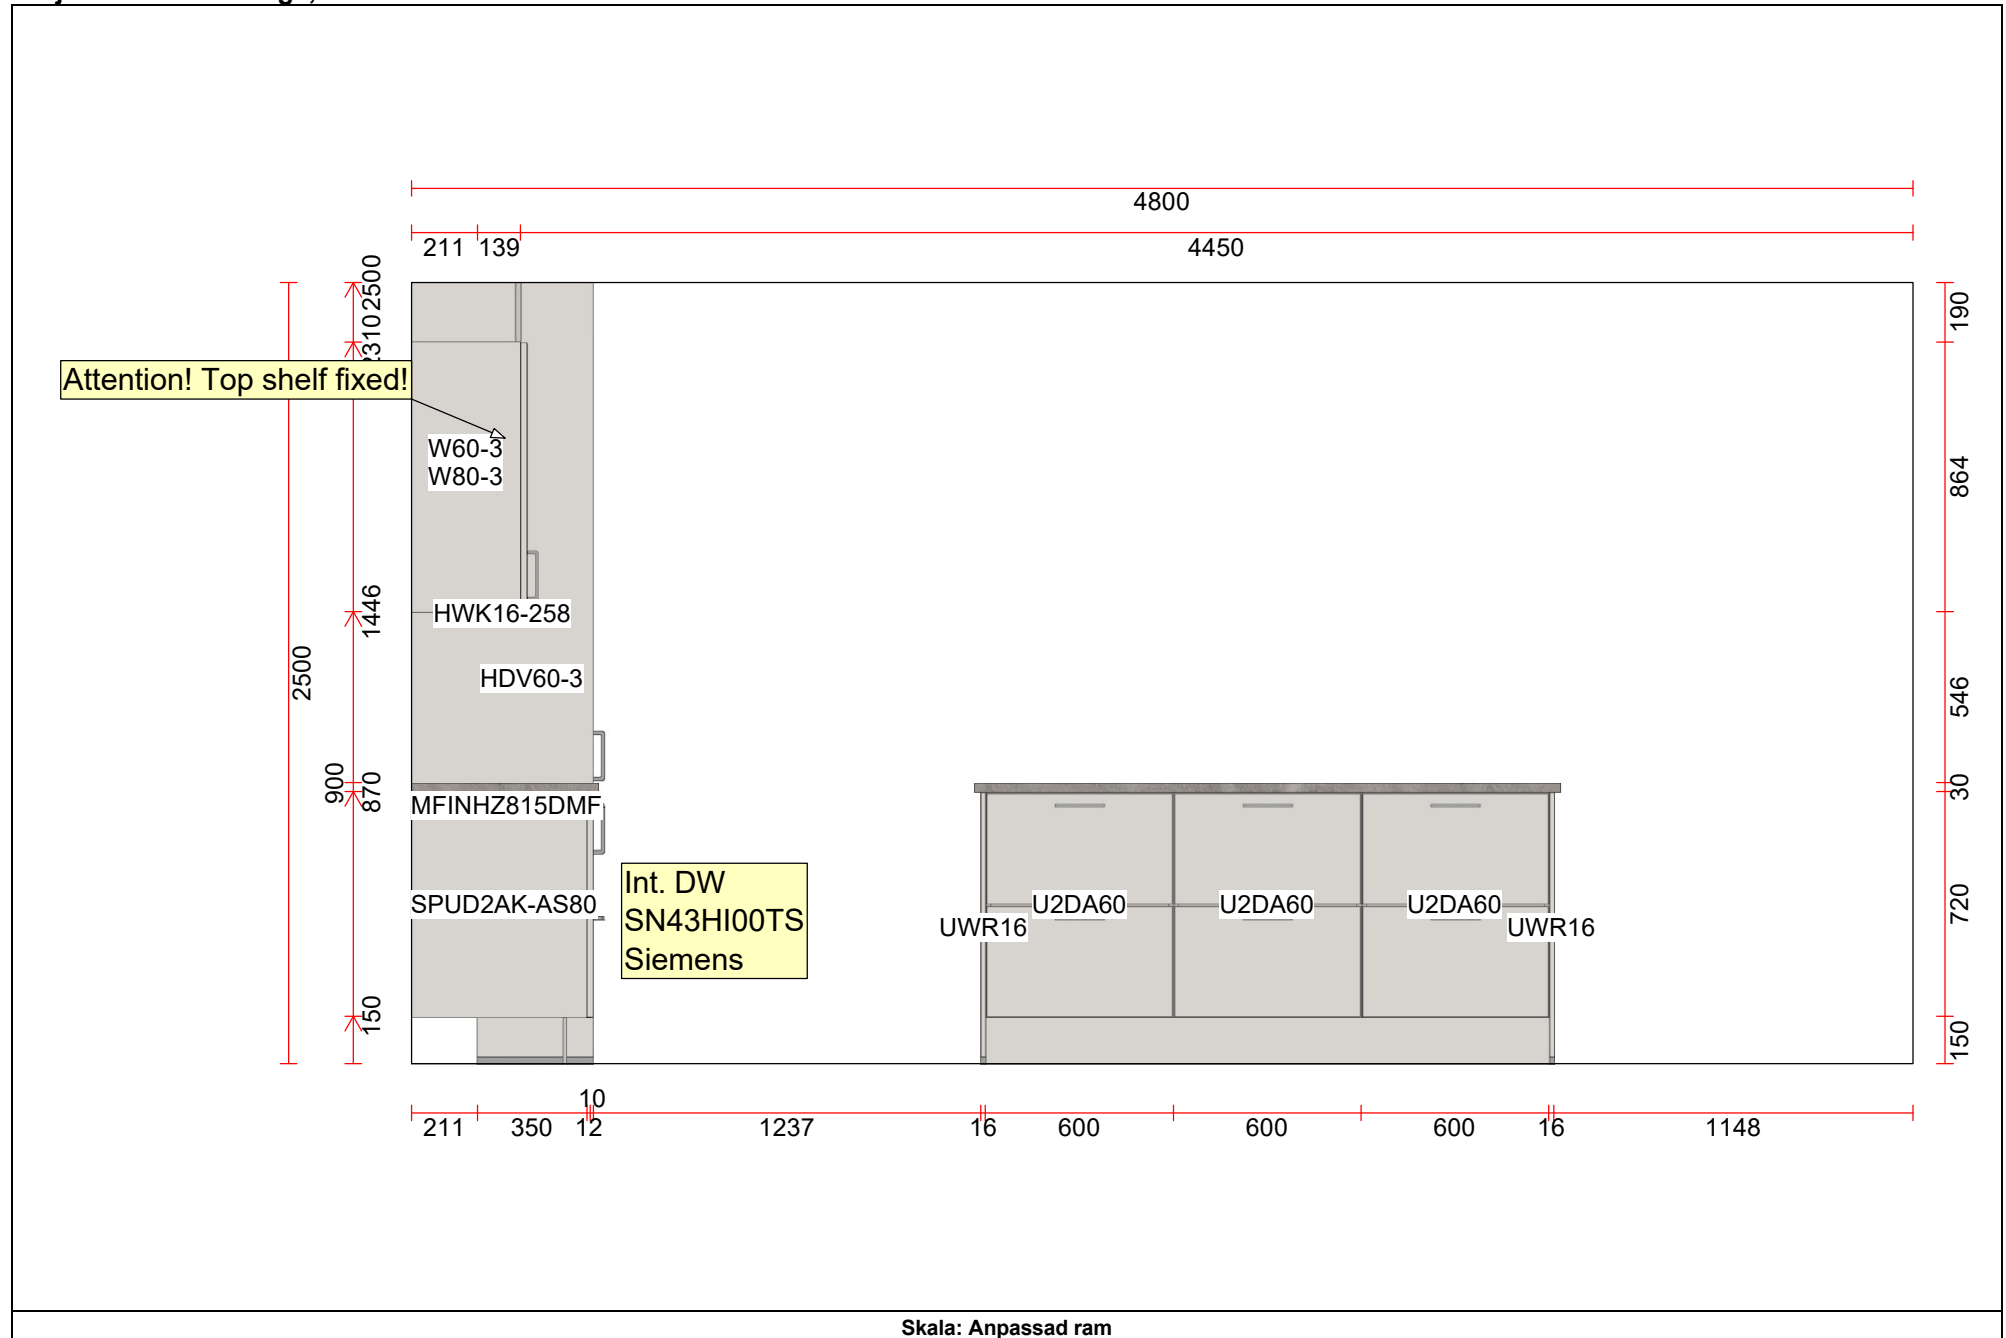 4800
211 139 4450
2500
2310
190
Attention! Top shelf fixed!
W60-3
W80-3
864
1446
HWK16-258
HDV60-3
2500
546
900
870
30
MFINHZ815DMF
SPUD2AK-AS80
Int. DW
SN43HI00TS
Siemens
U2DA60 U2DA60 U2DA60
UWR16 UWR16
720
150
150
10
211 350 12 1237 16 600 600 600 16 1148
Skala: Anpassad ram